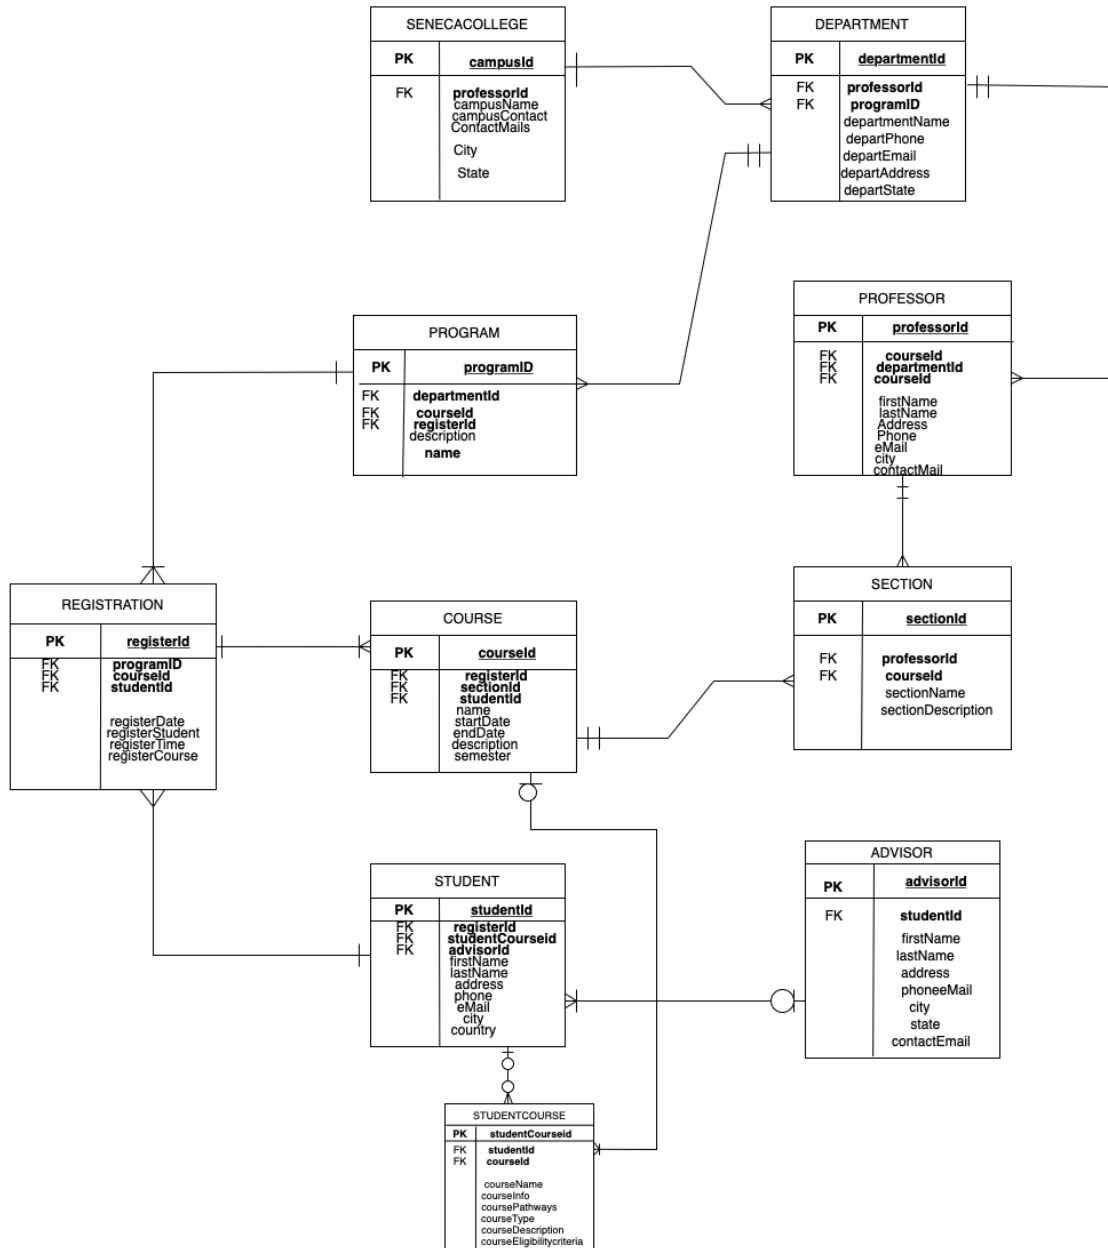 SENECACOLLEGE
PK campusId
FK professorId
campusName
campusContact
ContactMails
City
State
DEPARTMENT
PK departmentId
FK professorId
FK programID
departmentName
departPhone
departEmail
departAddress
departState
PROGRAM
PK programID
FK departmentId
FK courseId
FK registerId
description
name
PROFESSOR
PK professorId
FK courseId
FK departmentId
FK courseId
firstName
lastName
Address
Phone
eMail
city
contactMail
REGISTRATION
PK registerId
FK programID
FK courseId
FK studentId
registerDate
registerStudent
registerTime
registerCourse
COURSE
PK courseId
FK registerId
FK sectionId
FK studentId
name
startDate
endDate
description
semester
SECTION
PK sectionId
FK professorId
FK courseId
sectionName
sectionDescription
STUDENT
PK studentId
FK registerId
FK studentCourseid
FK advisorId
firstName
lastName
address
phone
eMail
city
country
ADVISOR
PK advisorId
FK studentId
firstName
lastName
address
phoneeMail
city
state
contactEmail
STUDENTCOURSE
PK studentCourseid
FK studentId
FK courseId
courseName
courseInfo
coursePathways
courseType
courseDescription
courseEligibilitycriteria